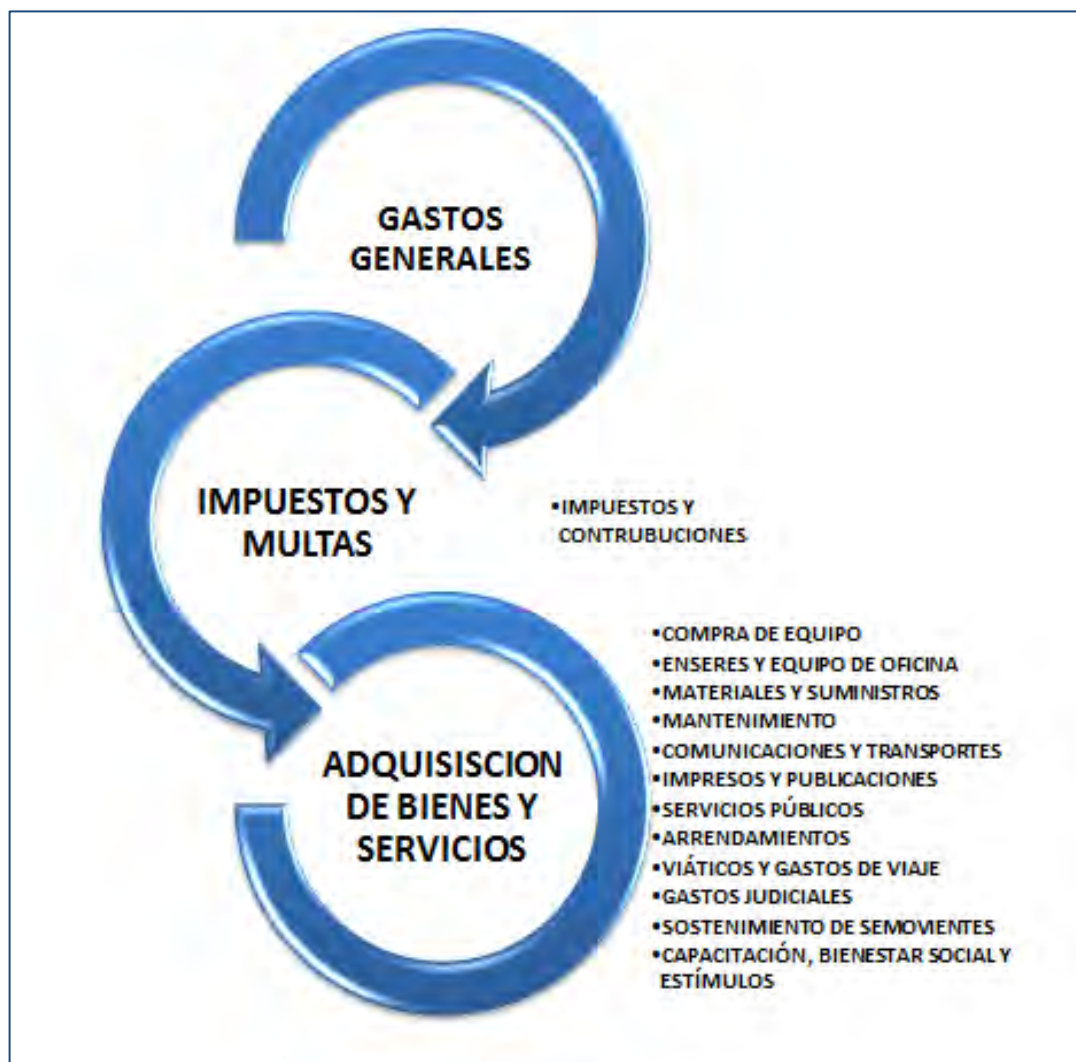 GASTOS
GENERALES
IMPUESTOS Y
MULTAS
•IMPUESTOS Y
CONTRUBUCIONES
ADQUISISCION
DE BIENES Y
SERVICIOS
•COMPRA DE EQUIPO
•ENSERES Y EQUIPO DE OFICINA
•MATERIALES Y SUMINISTROS
•MANTENIMIENTO
•COMUNICACIONES Y TRANSPORTES
•IMPRESOS Y PUBLICACIONES
•SERVICIOS PÚBLICOS
•ARRENDAMIENTOS
•VIÁTICOS Y GASTOS DE VIAJE
•GASTOS JUDICIALES
•SOSTENIMIENTO DE SEMOVIENTES
•CAPACITACIÓN, BIENESTAR SOCIAL Y
ESTÍMULOS